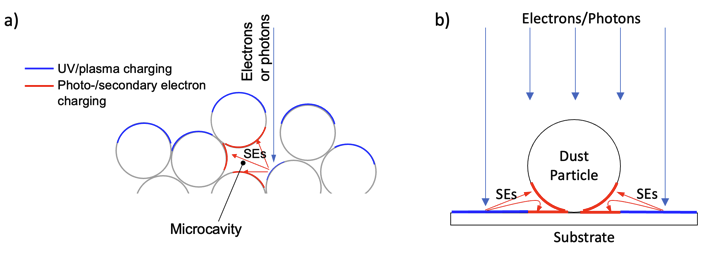 a)
Electrons
or photons
UV/plasma charging
Photo-/secondary electron
charging
SEs
Microcavity
b)
Electrons/Photons
Dust
Particle
SEs
SEs
Substrate